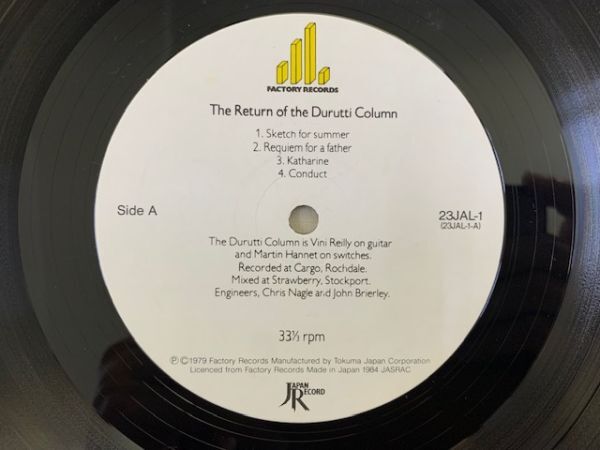 FACTORY RECORDS
The Return of the Durutti Column
1. Sketch for summer
2. Requiem for a father
3. Katharine
4. Conduct
Side A
23JAL-1
(23JAL-1-A)
The Durutti Column is Vini Reilly on guitar
and Martin Hannet on switches.
Recorded at Cargo, Rochdale.
Mixed at Strawberry, Stockport.
Engineers, Chris Nagle and John Brierley.
33⅓ rpm
Ⓟ©1979 Factory Records Manufactured by Tokuma Japan Corporation
Licenced from Factory Records Made in Japan 1984 JASRAC
JAPAN
RECORD